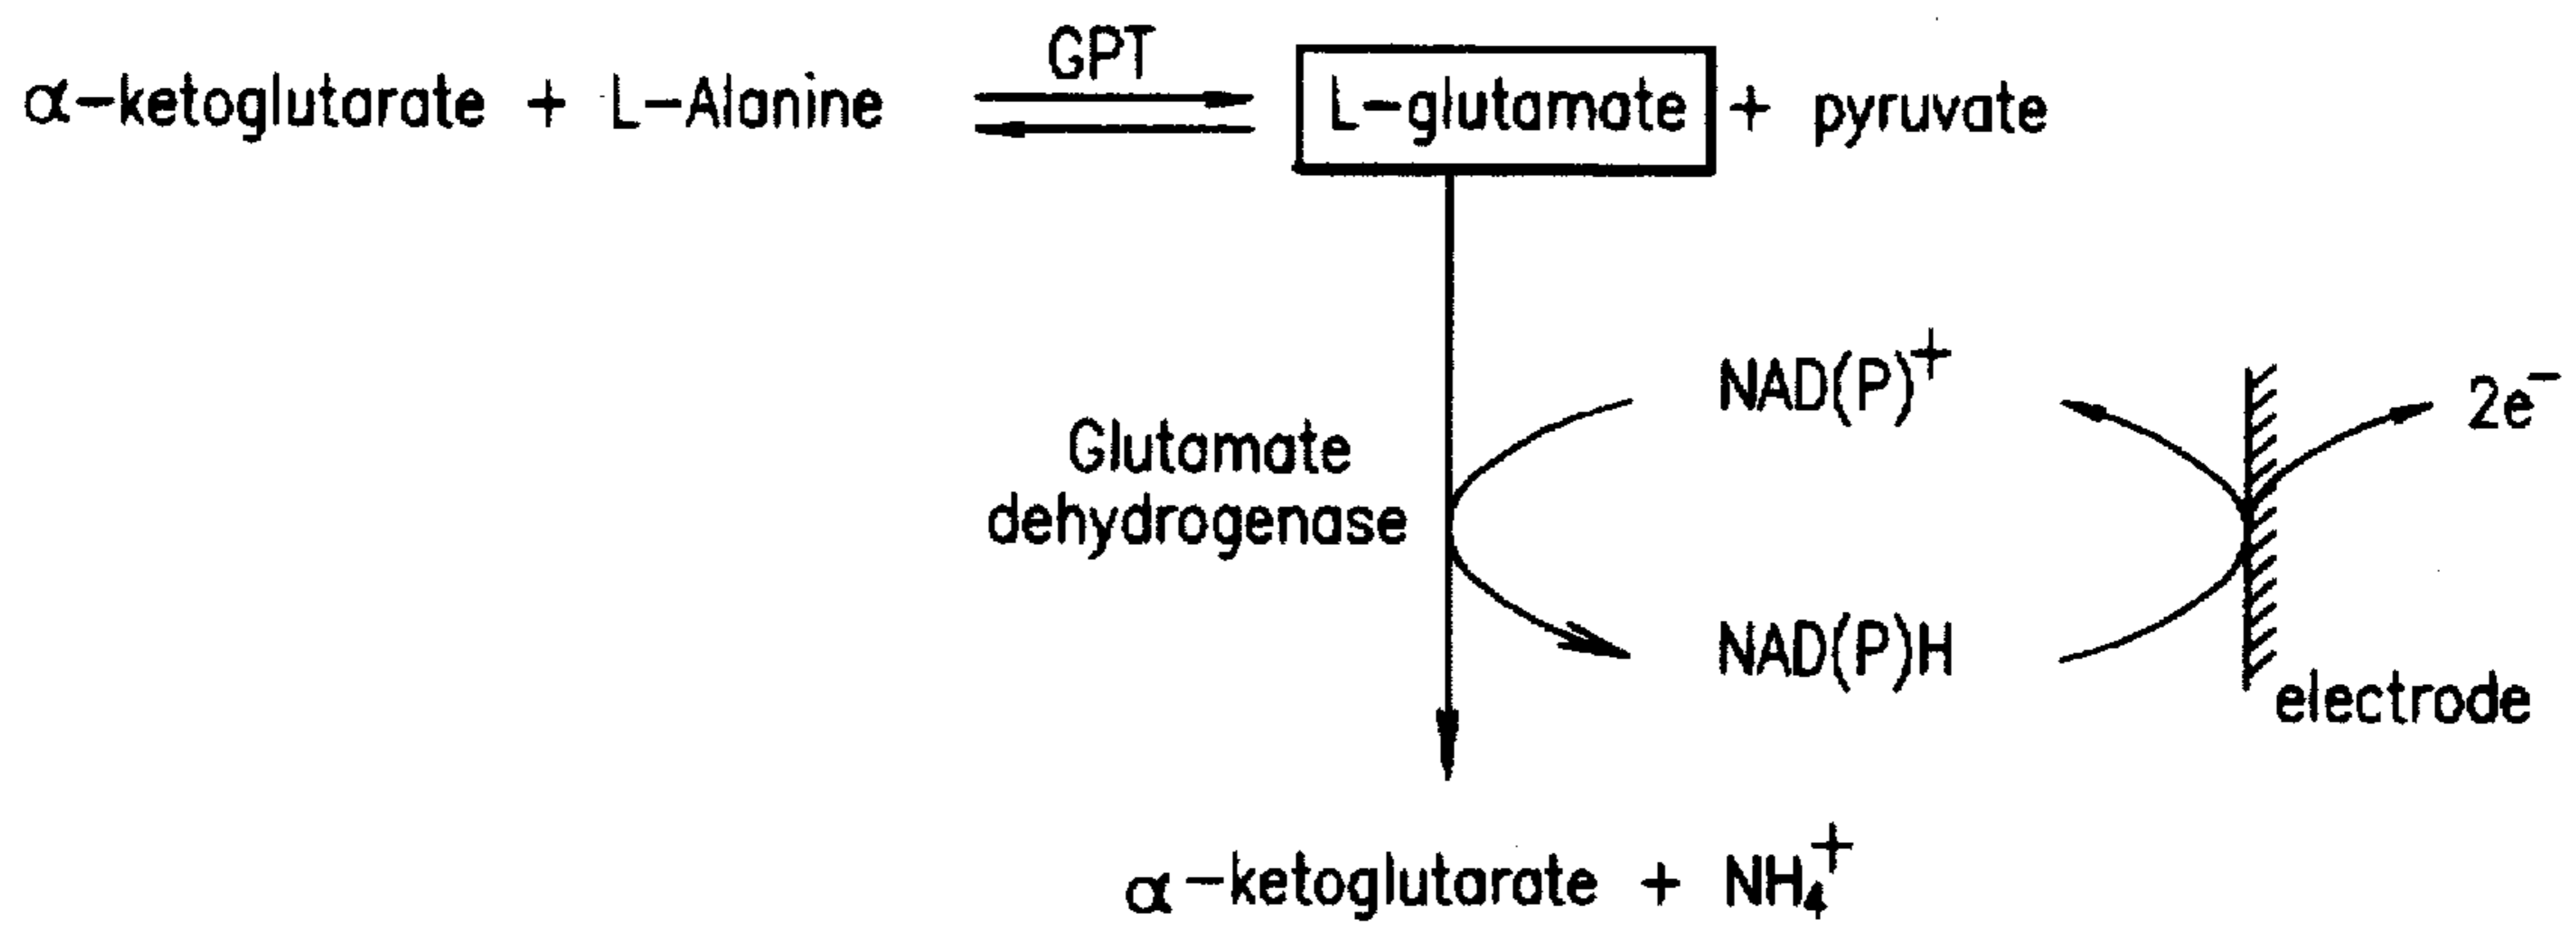 GPT
α-ketoglutarate + L-Alanine L-glutamate + pyruvate
NAD(P)⁺
2e⁻
Glutamate
dehydrogenase
NAD(P)H
electrode
α-ketoglutarate + NH₄⁺